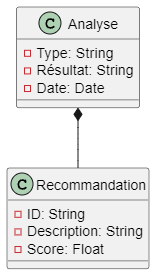 C Analyse
Type: String
Résultat: String
Date: Date
C Recommandation
ID: String
Description: String
Score: Float